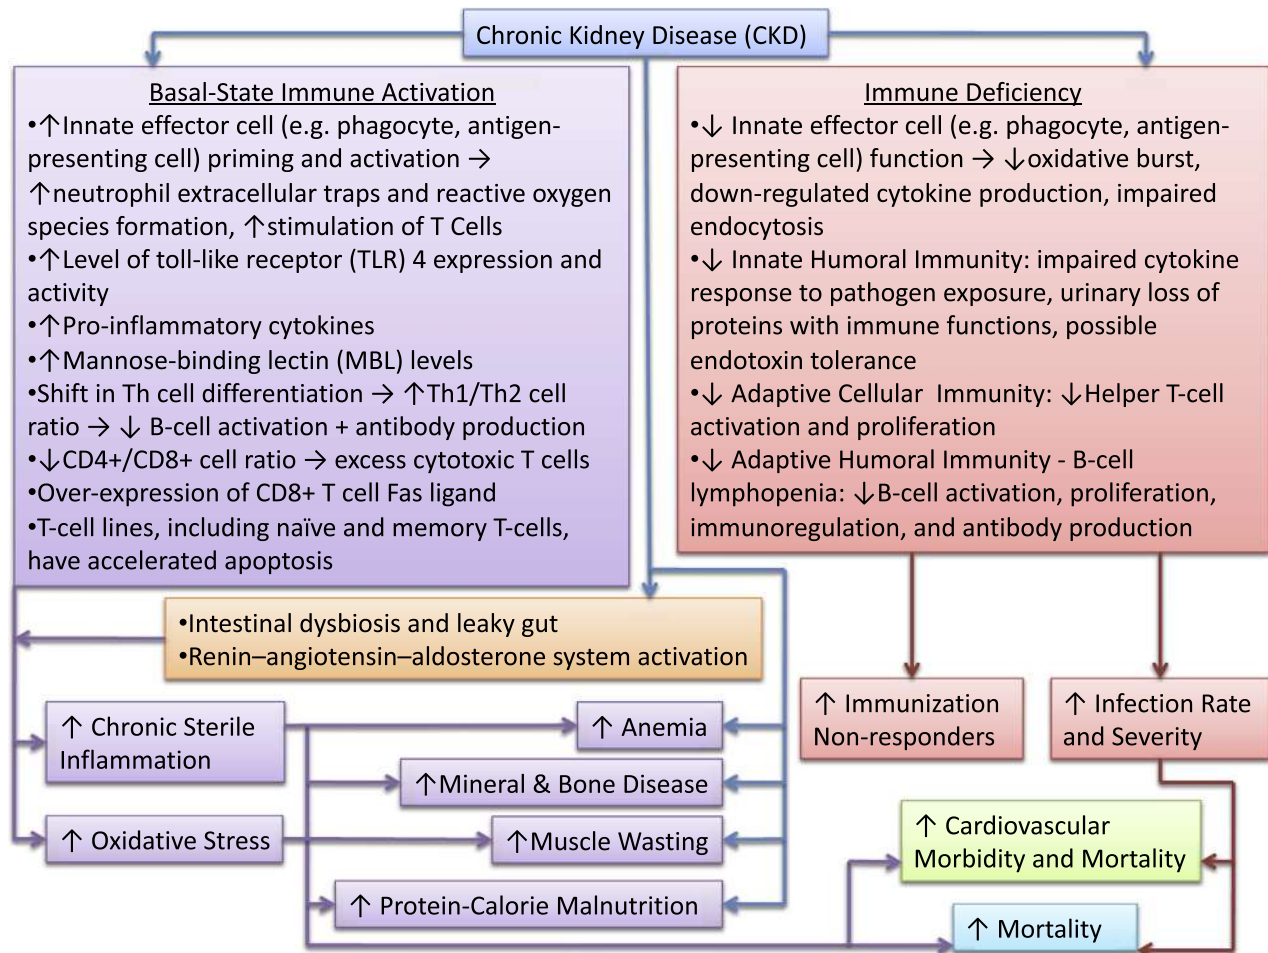 Chronic Kidney Disease (CKD)
Basal-State Immune Activation
•↑Innate effector cell (e.g. phagocyte, antigen-
presenting cell) priming and activation →
↑neutrophil extracellular traps and reactive oxygen
species formation, ↑stimulation of T Cells
•↑Level of toll-like receptor (TLR) 4 expression and
activity
•↑Pro-inflammatory cytokines
•↑Mannose-binding lectin (MBL) levels
•Shift in Th cell differentiation → ↑Th1/Th2 cell
ratio → ↓ B-cell activation + antibody production
•↓CD4+/CD8+ cell ratio → excess cytotoxic T cells
•Over-expression of CD8+ T cell Fas ligand
•T-cell lines, including naïve and memory T-cells,
have accelerated apoptosis
Immune Deficiency
•↓ Innate effector cell (e.g. phagocyte, antigen-
presenting cell) function → ↓oxidative burst,
down-regulated cytokine production, impaired
endocytosis
•↓ Innate Humoral Immunity: impaired cytokine
response to pathogen exposure, urinary loss of
proteins with immune functions, possible
endotoxin tolerance
•↓ Adaptive Cellular  Immunity: ↓Helper T-cell
activation and proliferation
•↓ Adaptive Humoral Immunity - B-cell
lymphopenia: ↓B-cell activation, proliferation,
immunoregulation, and antibody production
•Intestinal dysbiosis and leaky gut
•Renin–angiotensin–aldosterone system activation
↑ Chronic Sterile
Inflammation
↑ Oxidative Stress
↑ Anemia
↑Mineral & Bone Disease
↑Muscle Wasting
↑ Protein-Calorie Malnutrition
↑ Immunization
Non-responders
↑ Infection Rate
and Severity
↑ Cardiovascular
Morbidity and Mortality
↑ Mortality